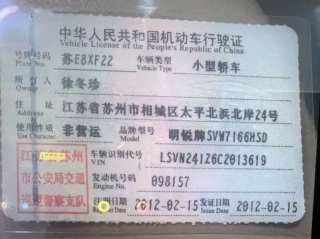 中华人民共和国机动车行驶证
Vehicle License of the People's Republic of China
号牌号码 苏E8XF22 车辆类型 小型轿车
Plate No. Vehicle Type
所有人 徐冬珍
Owner
住址 江苏省苏州市相城区太平北浜北岸24号
Address
使用性质 非营运 品牌型号 明锐牌SVW7166HSD
Use Character Model
车辆识别代号 LSVN241Z6C2013619
VIN
江苏省苏州
市公安局交通
巡逻警察支队
发动机号码 098157
Engine No.
注册日期 2012-02-15 发证日期 2012-02-15
Register Date Issue Date